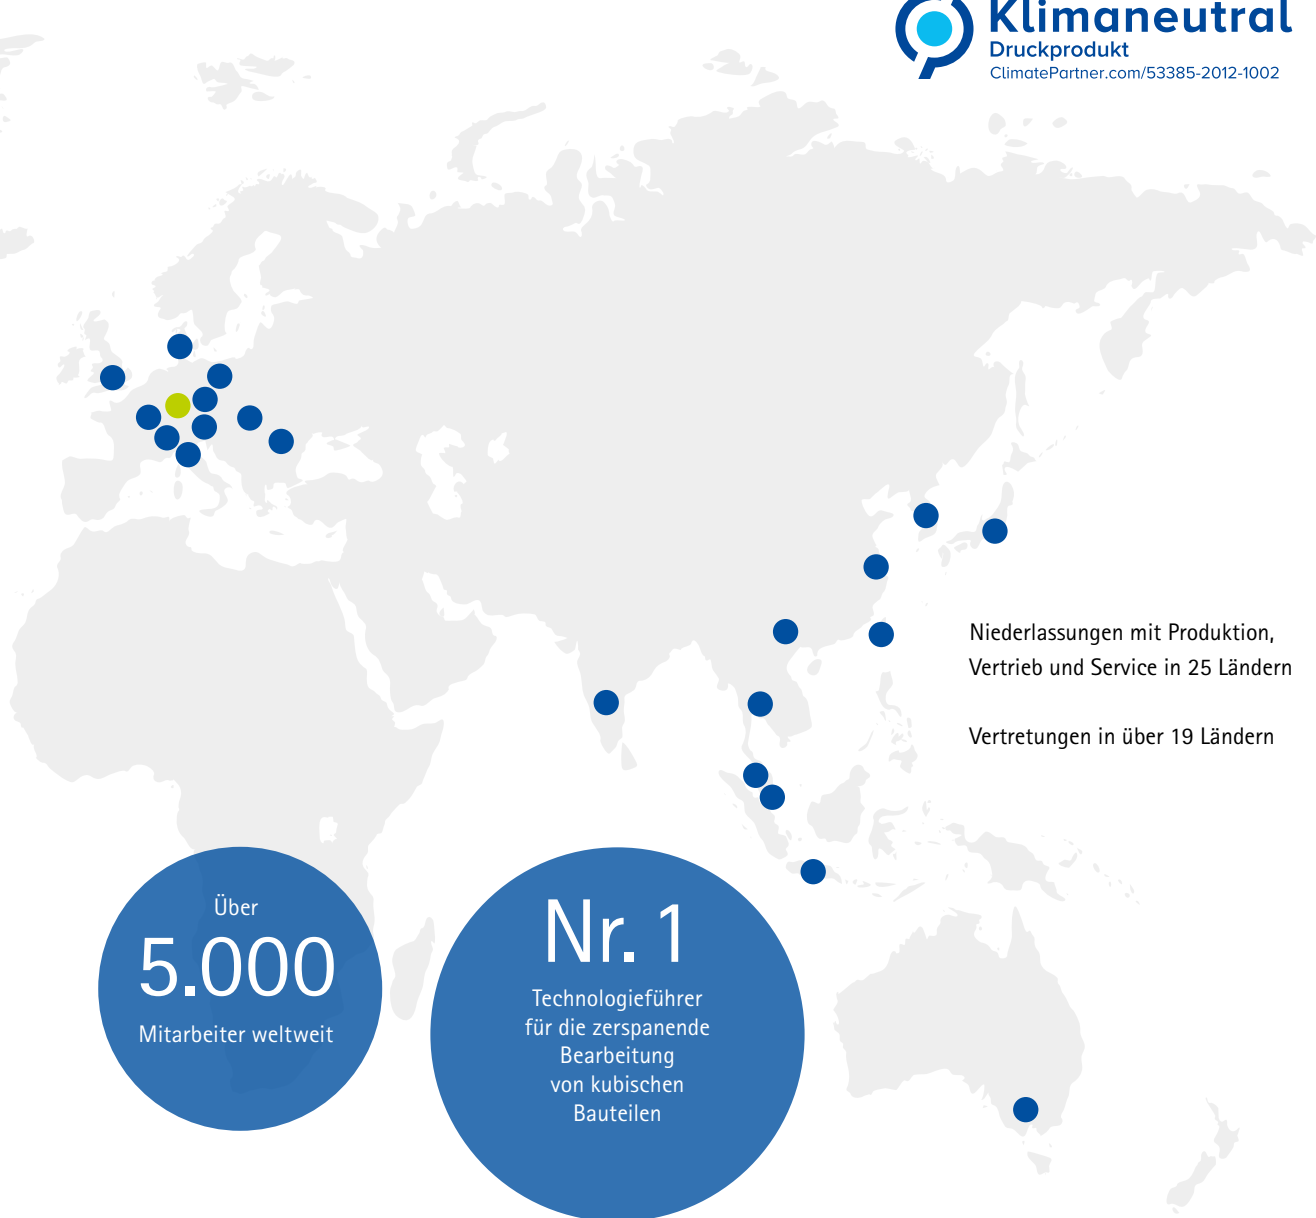 Klimaneutral
Druckprodukt
ClimatePartner.com/53385-2012-1002
Niederlassungen mit Produktion,
Vertrieb und Service in 25 Ländern
Vertretungen in über 19 Ländern
Über
5.000
Mitarbeiter weltweit
Nr. 1
Technologieführer
für die zerspanende
Bearbeitung
von kubischen
Bauteilen